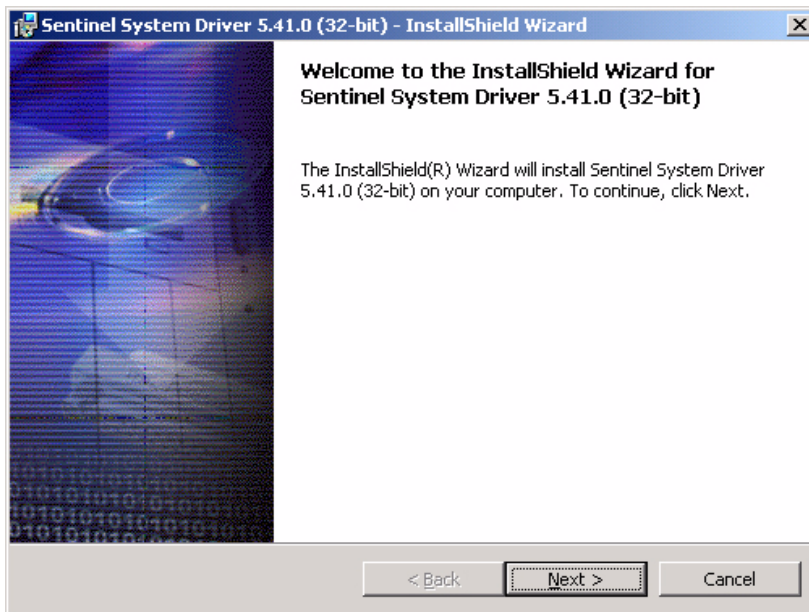 Sentinel System Driver 5.41.0 (32-bit) - InstallShield Wizard
Welcome to the InstallShield Wizard for
Sentinel System Driver 5.41.0 (32-bit)
The InstallShield(R) Wizard will install Sentinel System Driver
5.41.0 (32-bit) on your computer. To continue, click Next.
< Back
Next >
Cancel